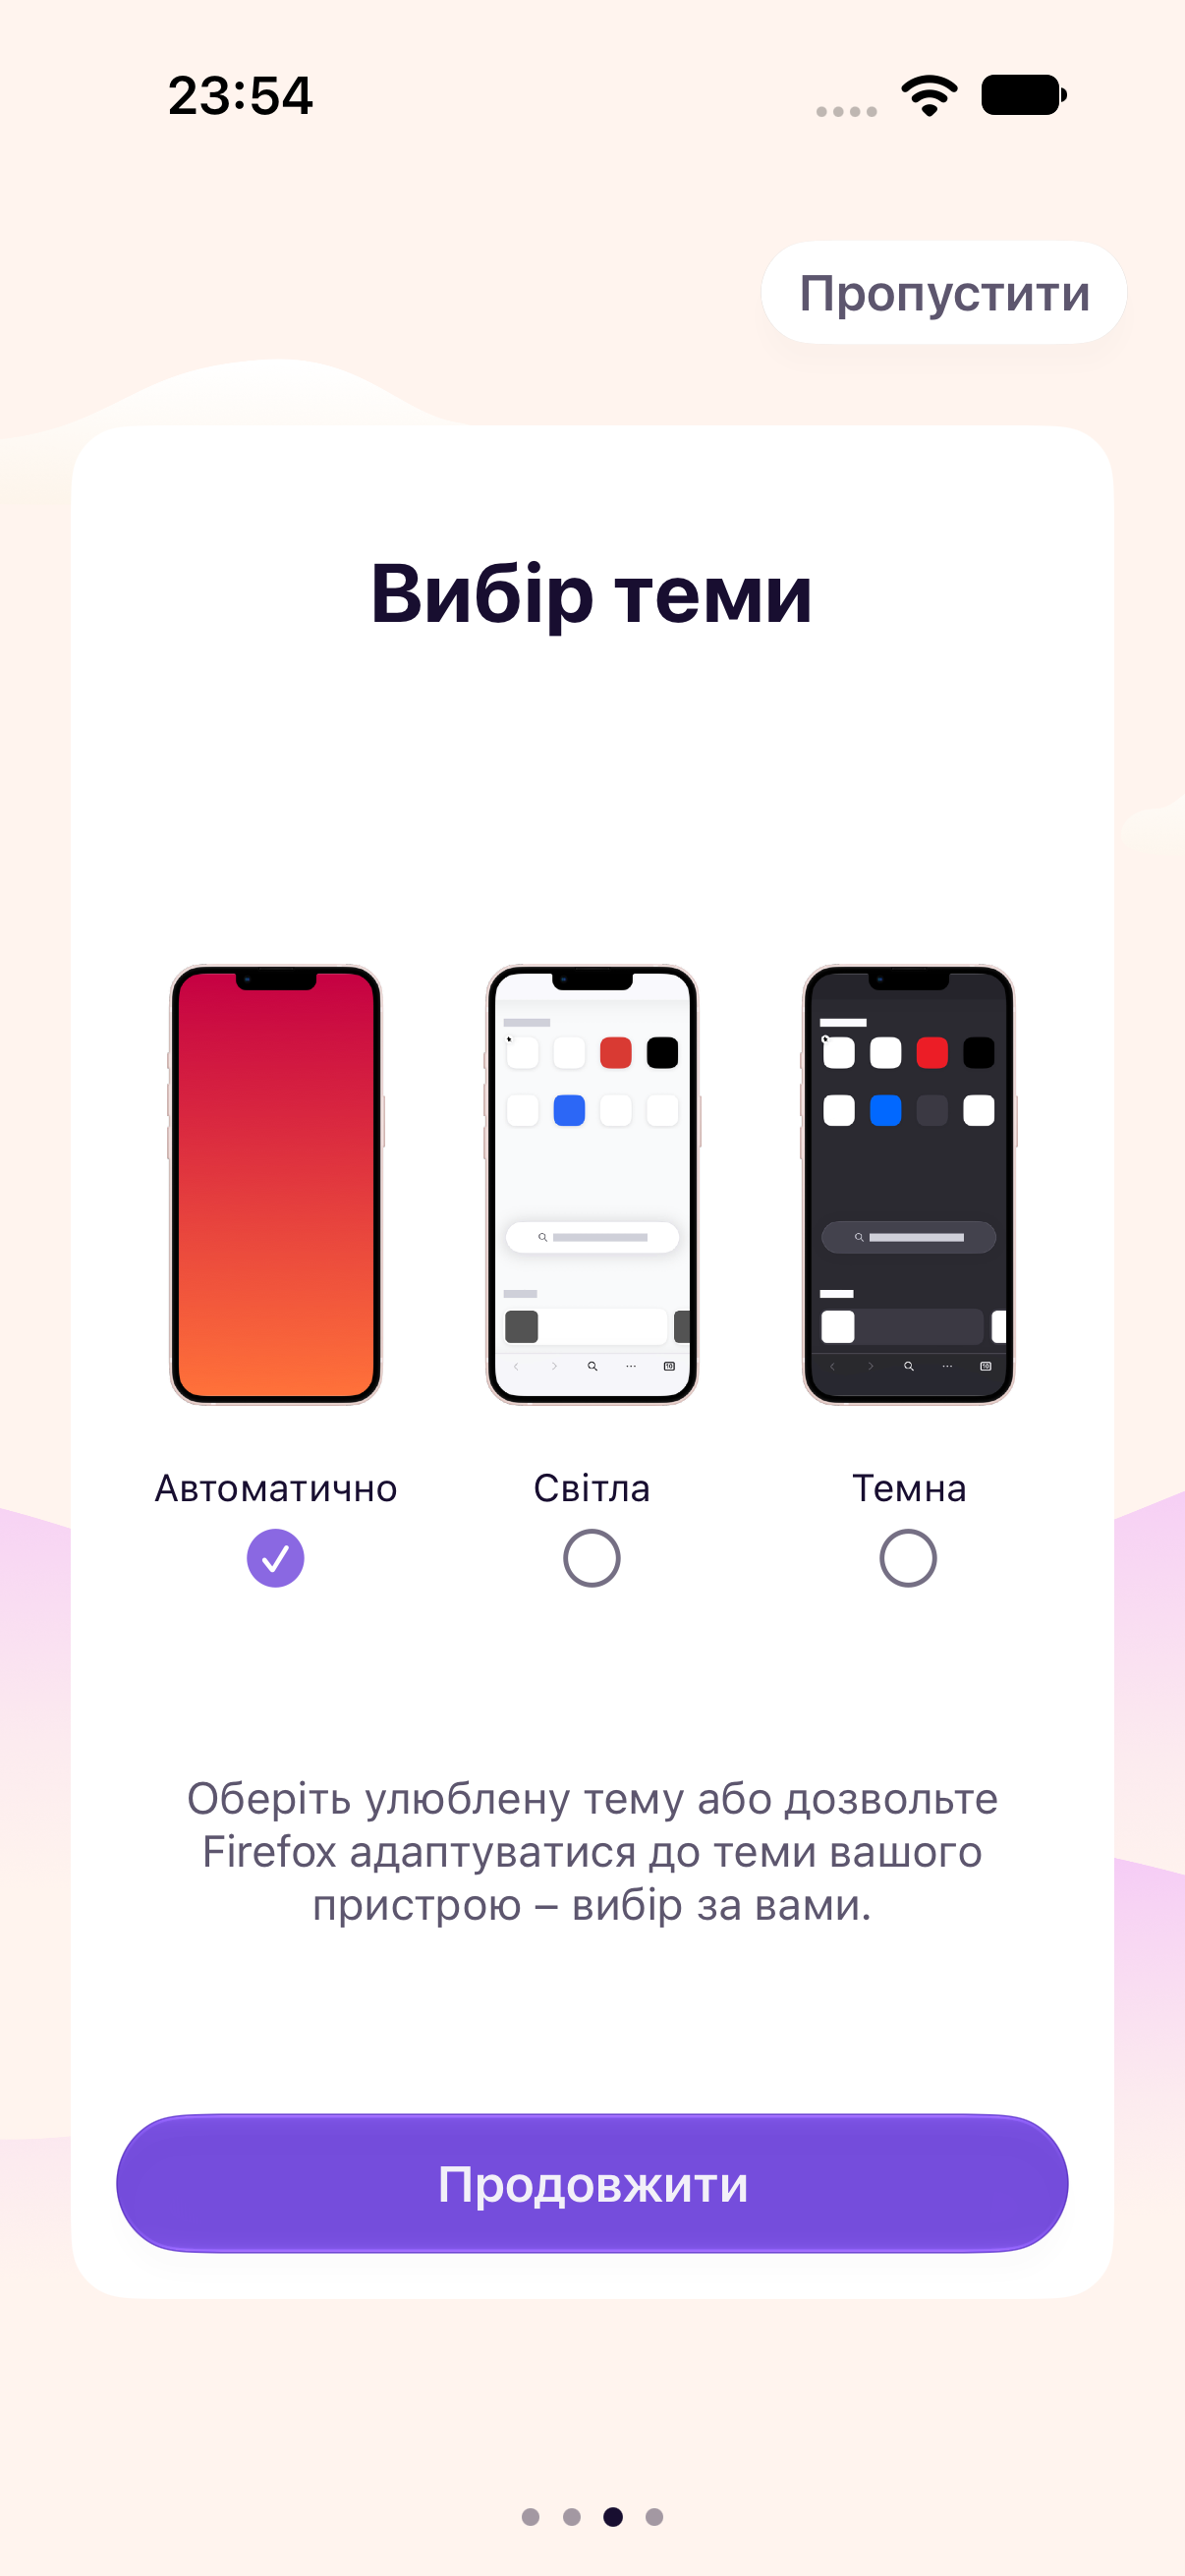 23:54
Пропустити
Вибір теми
Автоматично
Світла
Темна
Оберіть улюблену тему або дозвольте
Firefox адаптуватися до теми вашого
пристрою – вибір за вами.
Продовжити